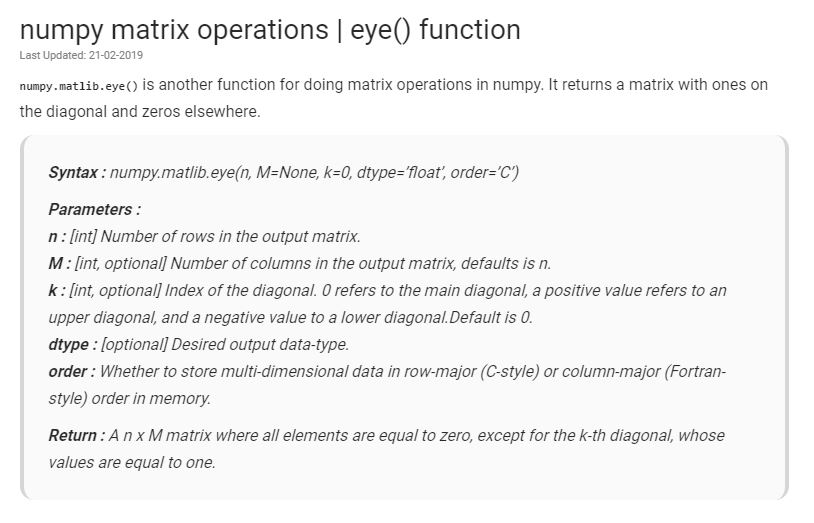 numpy matrix operations | eye() function
Last Updated: 21-02-2019
numpy.matlib.eye() is another function for doing matrix operations in numpy. It returns a matrix with ones on
the diagonal and zeros elsewhere.
Syntax : numpy.matlib.eye(n, M=None, k=0, dtype='float', order='C')
Parameters :
n : [int] Number of rows in the output matrix.
M : [int, optional] Number of columns in the output matrix, defaults is n.
k : [int, optional] Index of the diagonal. 0 refers to the main diagonal, a positive value refers to an
upper diagonal, and a negative value to a lower diagonal.Default is 0.
dtype : [optional] Desired output data-type.
order : Whether to store multi-dimensional data in row-major (C-style) or column-major (Fortran-
style) order in memory.
Return : A n x M matrix where all elements are equal to zero, except for the k-th diagonal, whose
values are equal to one.